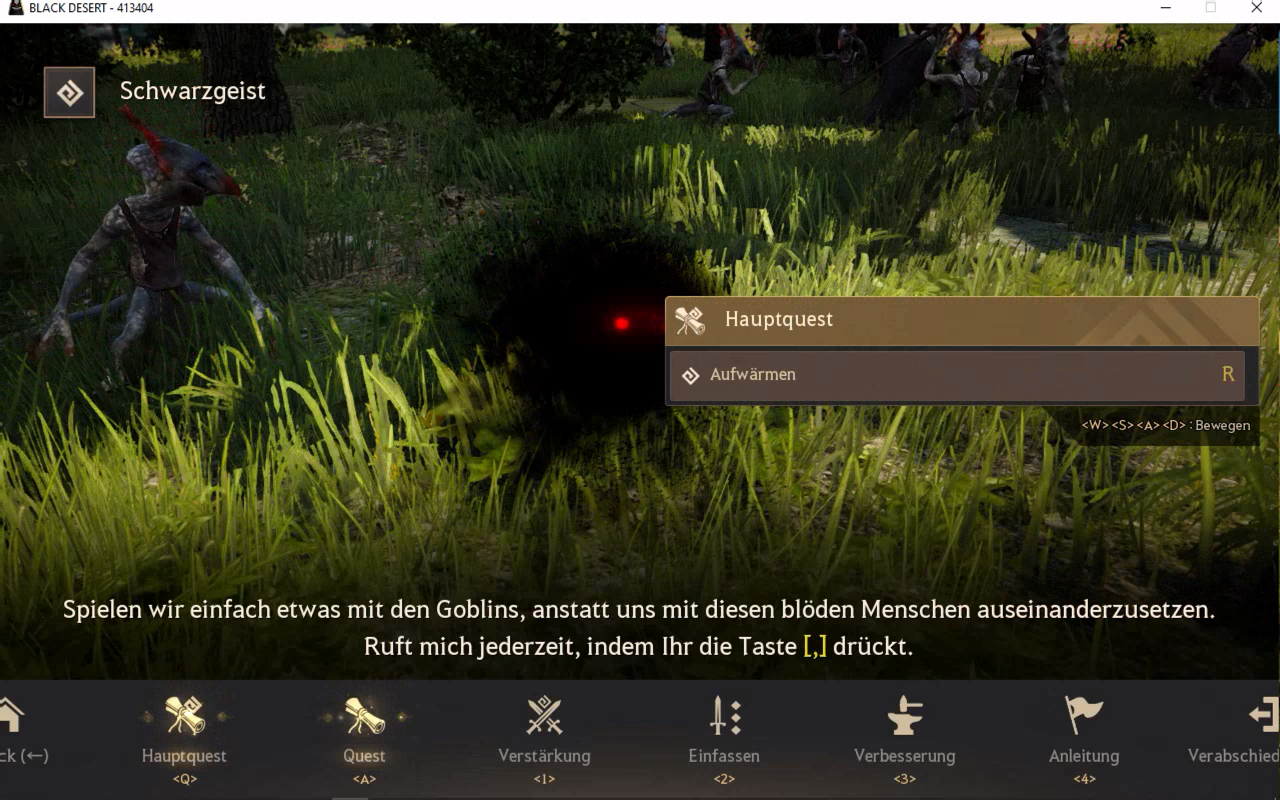 BLACK DESERT - 413404
Schwarzgeist
Hauptquest
Aufwärmen R
<W><S><A><D> : Bewegen
Spielen wir einfach etwas mit den Goblins, anstatt uns mit diesen blöden Menschen auseinanderzusetzen.
Ruft mich jederzeit, indem Ihr die Taste [,] drückt.
ck (←) Hauptquest Quest Verstärkung Einfassen Verbesserung Anleitung Verabschied
<Q> <A> <1> <2> <3> <4>